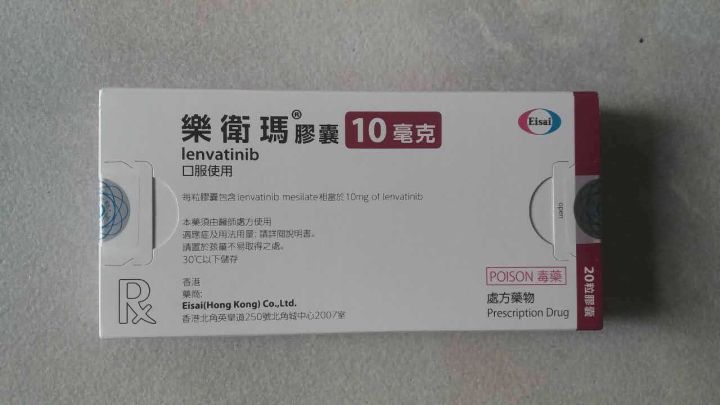 樂衛瑪®膠囊 10毫克
Eisai
lenvatinib
口服使用
每粒膠囊包含lenvatinib mesilate相當於10mg of lenvatinib
本藥須由醫師處方使用
適應症及用法用量: 請詳閱說明書。
請置於孩童不易取得之處。
30℃以下儲存
open
香港
藥商:
Eisai(Hong Kong) Co.,Ltd.
香港北角英皇道250號北角城中心2007室
Rx
POISON 毒藥
處方藥物
Prescription Drug
20粒膠囊